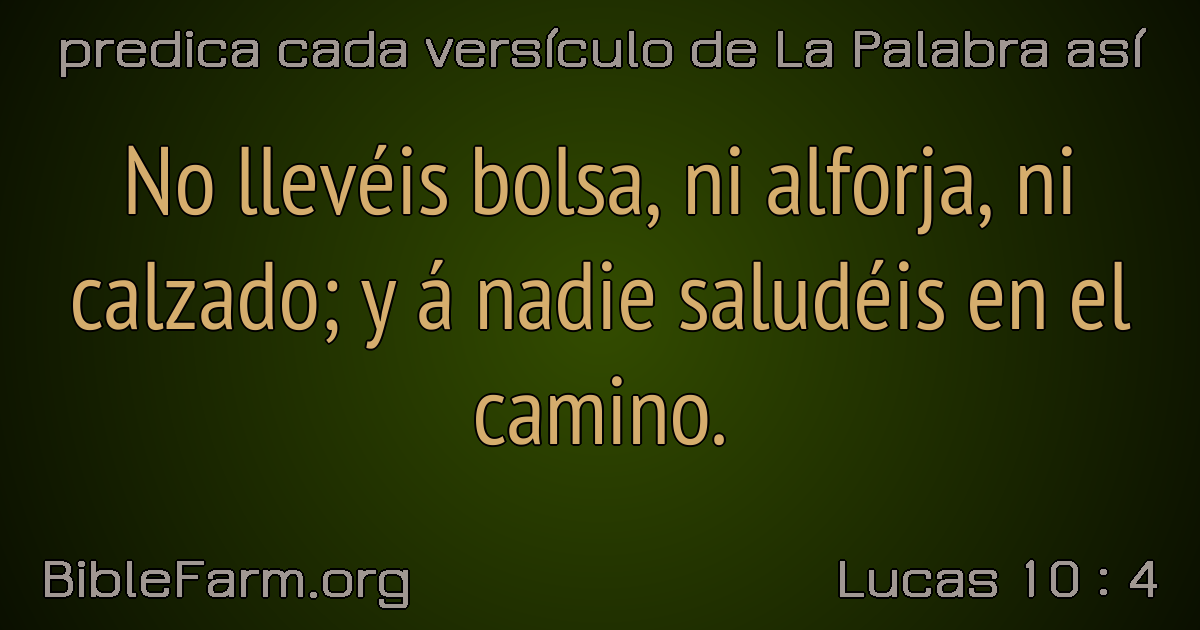 predica cada versículo de La Palabra así
No llevéis bolsa, ni alforja, ni
calzado; y á nadie saludéis en el
camino.
BibleFarm.org
Lucas 10 : 4